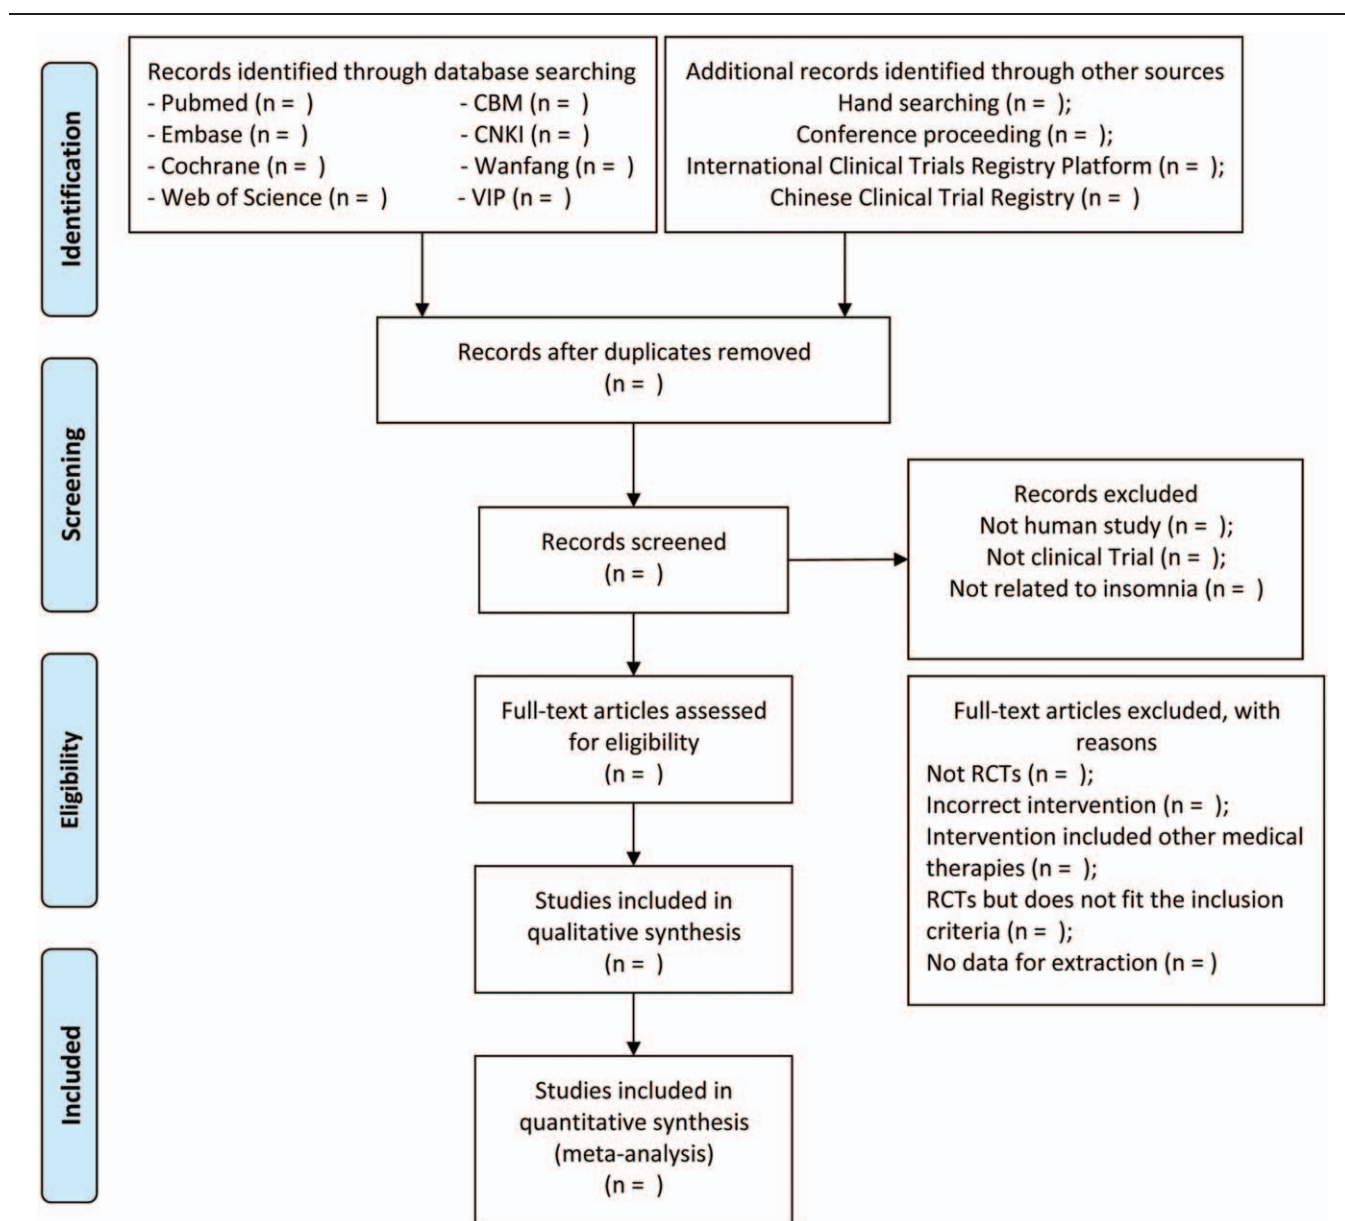 Identification
Records identified through database searching
- Pubmed (n =  )
- CBM (n =  )
- Embase (n =  )
- CNKI (n =  )
- Cochrane (n =  )
- Wanfang (n =  )
- Web of Science (n =  )
- VIP (n =  )
Additional records identified through other sources
Hand searching (n =  );
Conference proceeding (n =  );
International Clinical Trials Registry Platform (n =  );
Chinese Clinical Trial Registry (n =  )
Screening
Records after duplicates removed
(n =  )
Records screened
(n =  )
Records excluded
Not human study (n =  );
Not clinical Trial (n =  );
Not related to insomnia (n =  )
Eligibility
Full-text articles assessed
for eligibility
(n =  )
Full-text articles excluded, with
reasons
Not RCTs (n =  );
Incorrect intervention (n =  );
Intervention included other medical
therapies (n =  );
RCTs but does not fit the inclusion
criteria (n =  );
No data for extraction (n = )
Studies included in
qualitative synthesis
(n =  )
Included
Studies included in
quantitative synthesis
(meta-analysis)
(n =  )